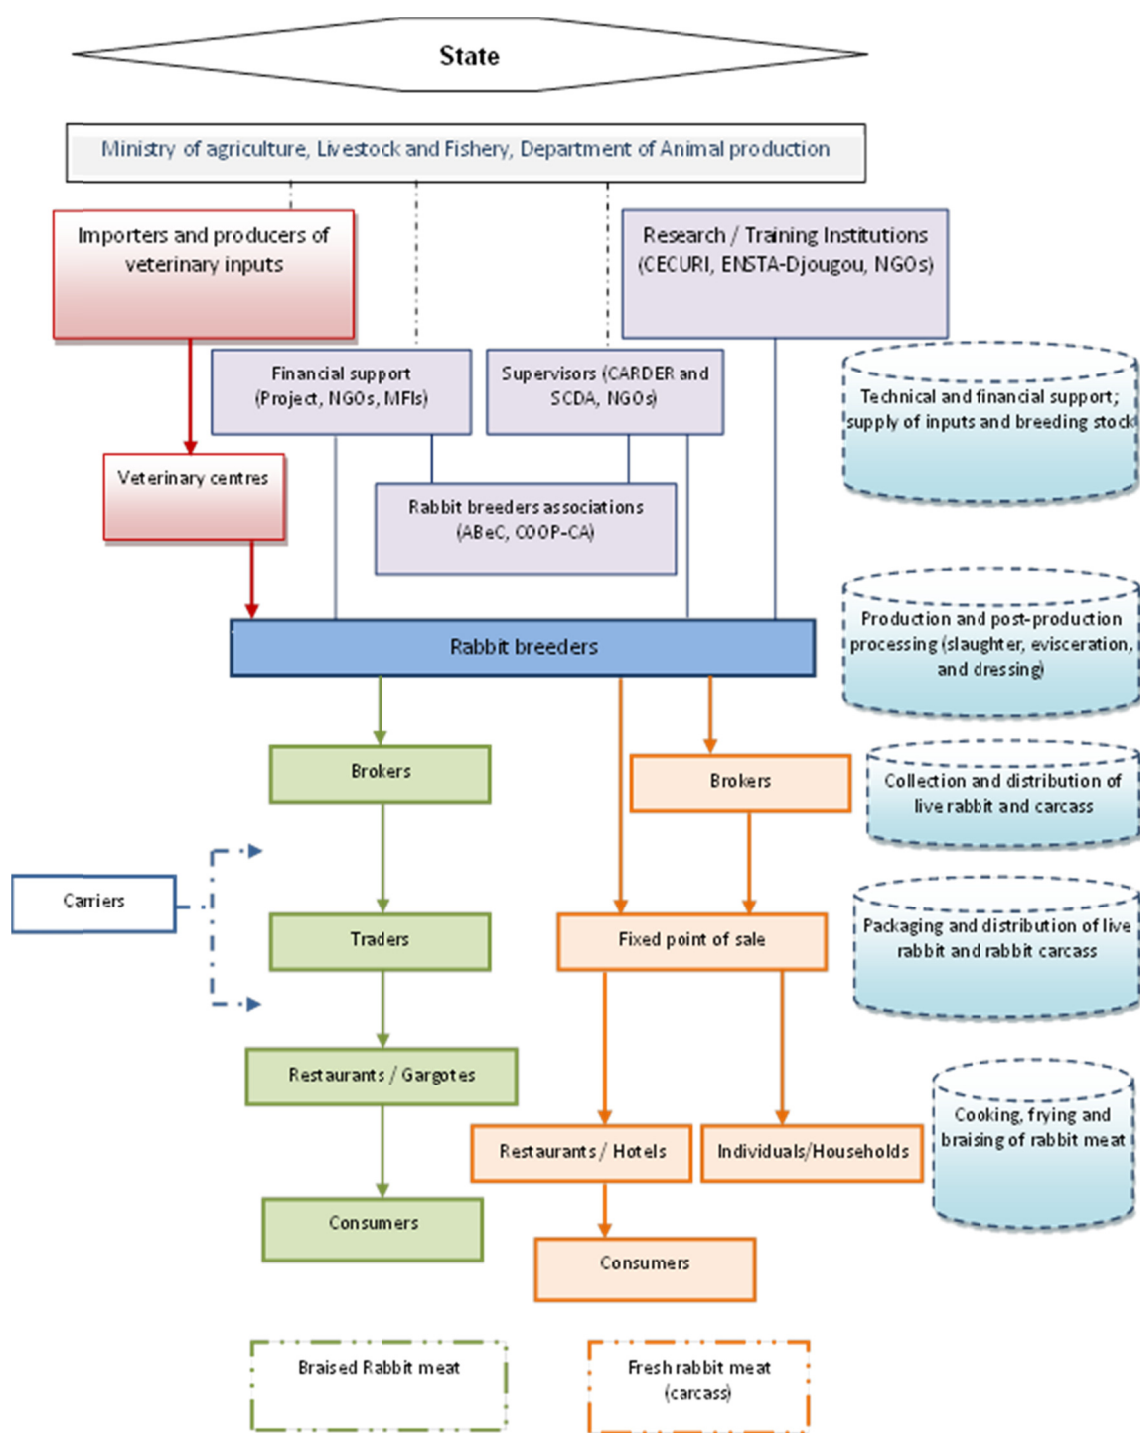 State
Ministry of agriculture, Livestock and Fishery, Department of Animal production
Importers and producers of
veterinary inputs
Research / Training Institutions
(CECURI, ENSTA-Djougou, NGOs)
Financial support
(Project, NGOs, MFIs)
Supervisors (CARDER and
SCDA, NGOs)
Technical and financial support;
supply of inputs and breeding stock
Veterinary centres
Rabbit breeders associations
(ABeC, COOP-CA)
Rabbit breeders
Production and post-production
processing (slaughter, evisceration,
and dressing)
Brokers
Brokers
Collection and distribution of
live rabbit and carcass
Carriers
Traders
Fixed point of sale
Packaging and distribution of live
rabbit and rabbit carcass
Restaurants / Gargotes
Restaurants / Hotels
Individuals/Households
Cooking, frying and
braising of rabbit meat
Consumers
Consumers
Braised Rabbit meat
Fresh rabbit meat
(carcass)